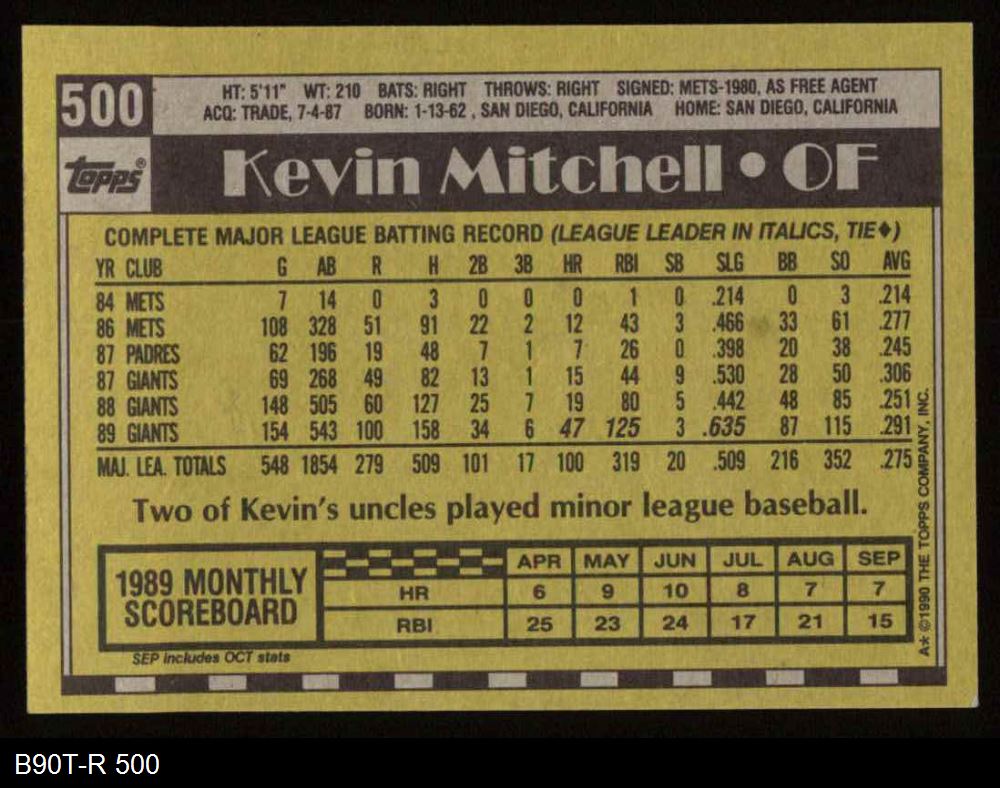 500
HT: 5'11" WT: 210 BATS: RIGHT THROWS: RIGHT SIGNED: METS-1980, AS FREE AGENT
ACQ: TRADE, 7-4-87 BORN: 1-13-62 , SAN DIEGO, CALIFORNIA HOME: SAN DIEGO, CALIFORNIA
topps®
Kevin Mitchell • OF
COMPLETE MAJOR LEAGUE BATTING RECORD (LEAGUE LEADER IN ITALICS, TIE♦)
YR CLUB G AB R H 2B 3B HR RBI SB SLG BB SO AVG
84 METS 7 14 0 3 0 0 0 1 0 .214 0 3 .214
86 METS 108 328 51 91 22 2 12 43 3 .466 33 61 .277
87 PADRES 62 196 19 48 7 1 7 26 0 .398 20 38 .245
87 GIANTS 69 268 49 82 13 1 15 44 9 .530 28 50 .306
88 GIANTS 148 505 60 127 25 7 19 80 5 .442 48 85 .251
89 GIANTS 154 543 100 158 34 6 47 125 3 .635 87 115 .291
MAJ. LEA. TOTALS 548 1854 279 509 101 17 100 319 20 .509 216 352 .275
Two of Kevin's uncles played minor league baseball.
1989 MONTHLY
SCOREBOARD
APR MAY JUN JUL AUG SEP
HR 6 9 10 8 7 7
RBI 25 23 24 17 21 15
SEP includes OCT stats
A* ©1990 THE TOPPS COMPANY, INC.
B90T-R 500